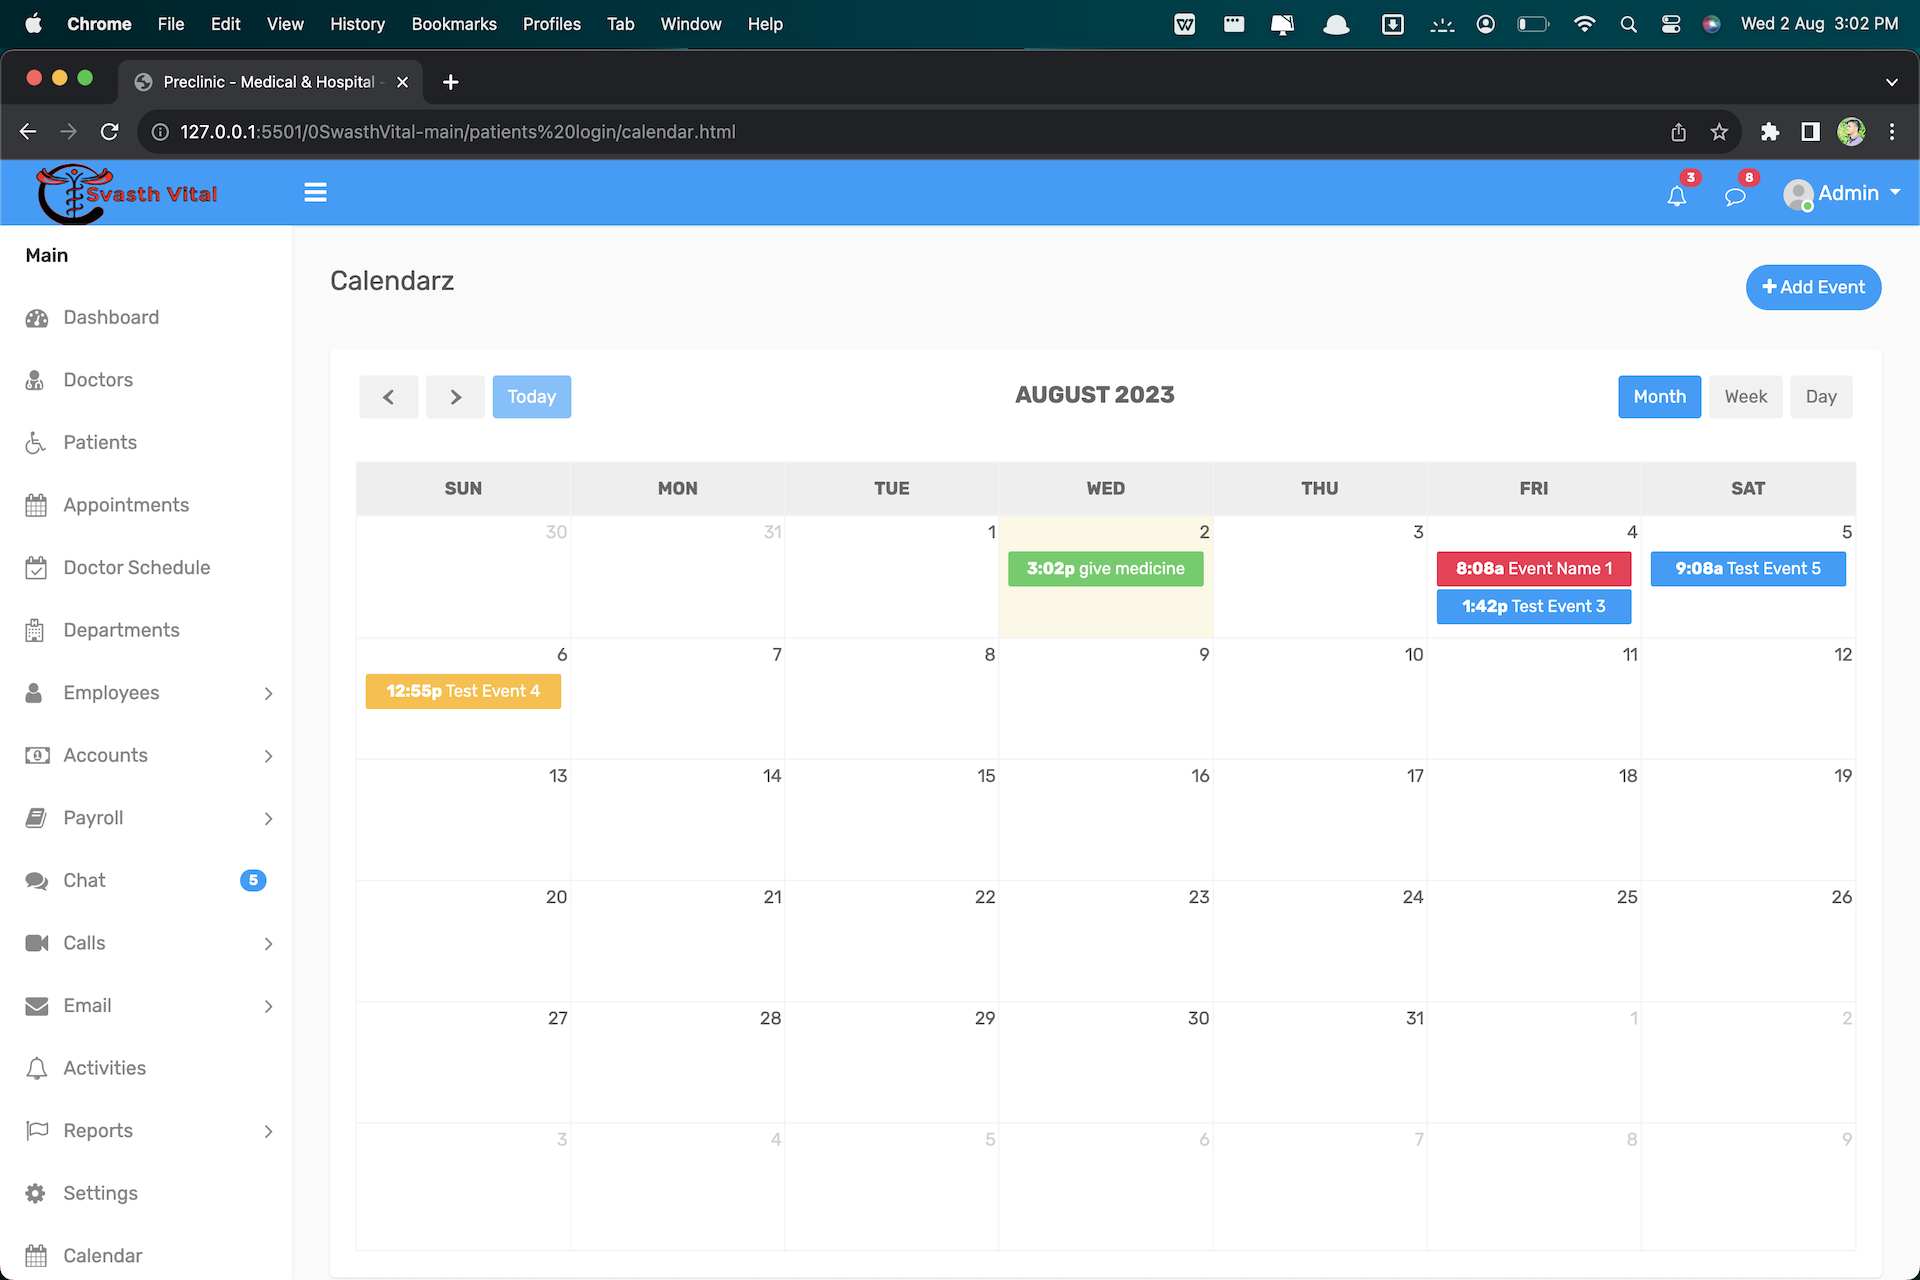 Chrome File Edit View History Bookmarks Profiles Tab Window Help Wed 2 Aug 3:02 PM
Preclinic - Medical & Hospital -
127.0.0.1:5501/0SwasthVital-main/patients%20login/calendar.html
Svasth Vital
3
8
Admin
Main
Dashboard
Doctors
Patients
Appointments
Doctor Schedule
Departments
Employees
Accounts
Payroll
Chat 5
Calls
Email
Activities
Reports
Settings
Calendar
Calendarz
+ Add Event
Today
AUGUST 2023
Month Week Day
SUN MON TUE WED THU FRI SAT
30 31 1 2 3 4 5
3:02p give medicine
8:08a Event Name 1
9:08a Test Event 5
1:42p Test Event 3
6 7 8 9 10 11 12
12:55p Test Event 4
13 14 15 16 17 18 19
20 21 22 23 24 25 26
27 28 29 30 31 1 2
3 4 5 6 7 8 9